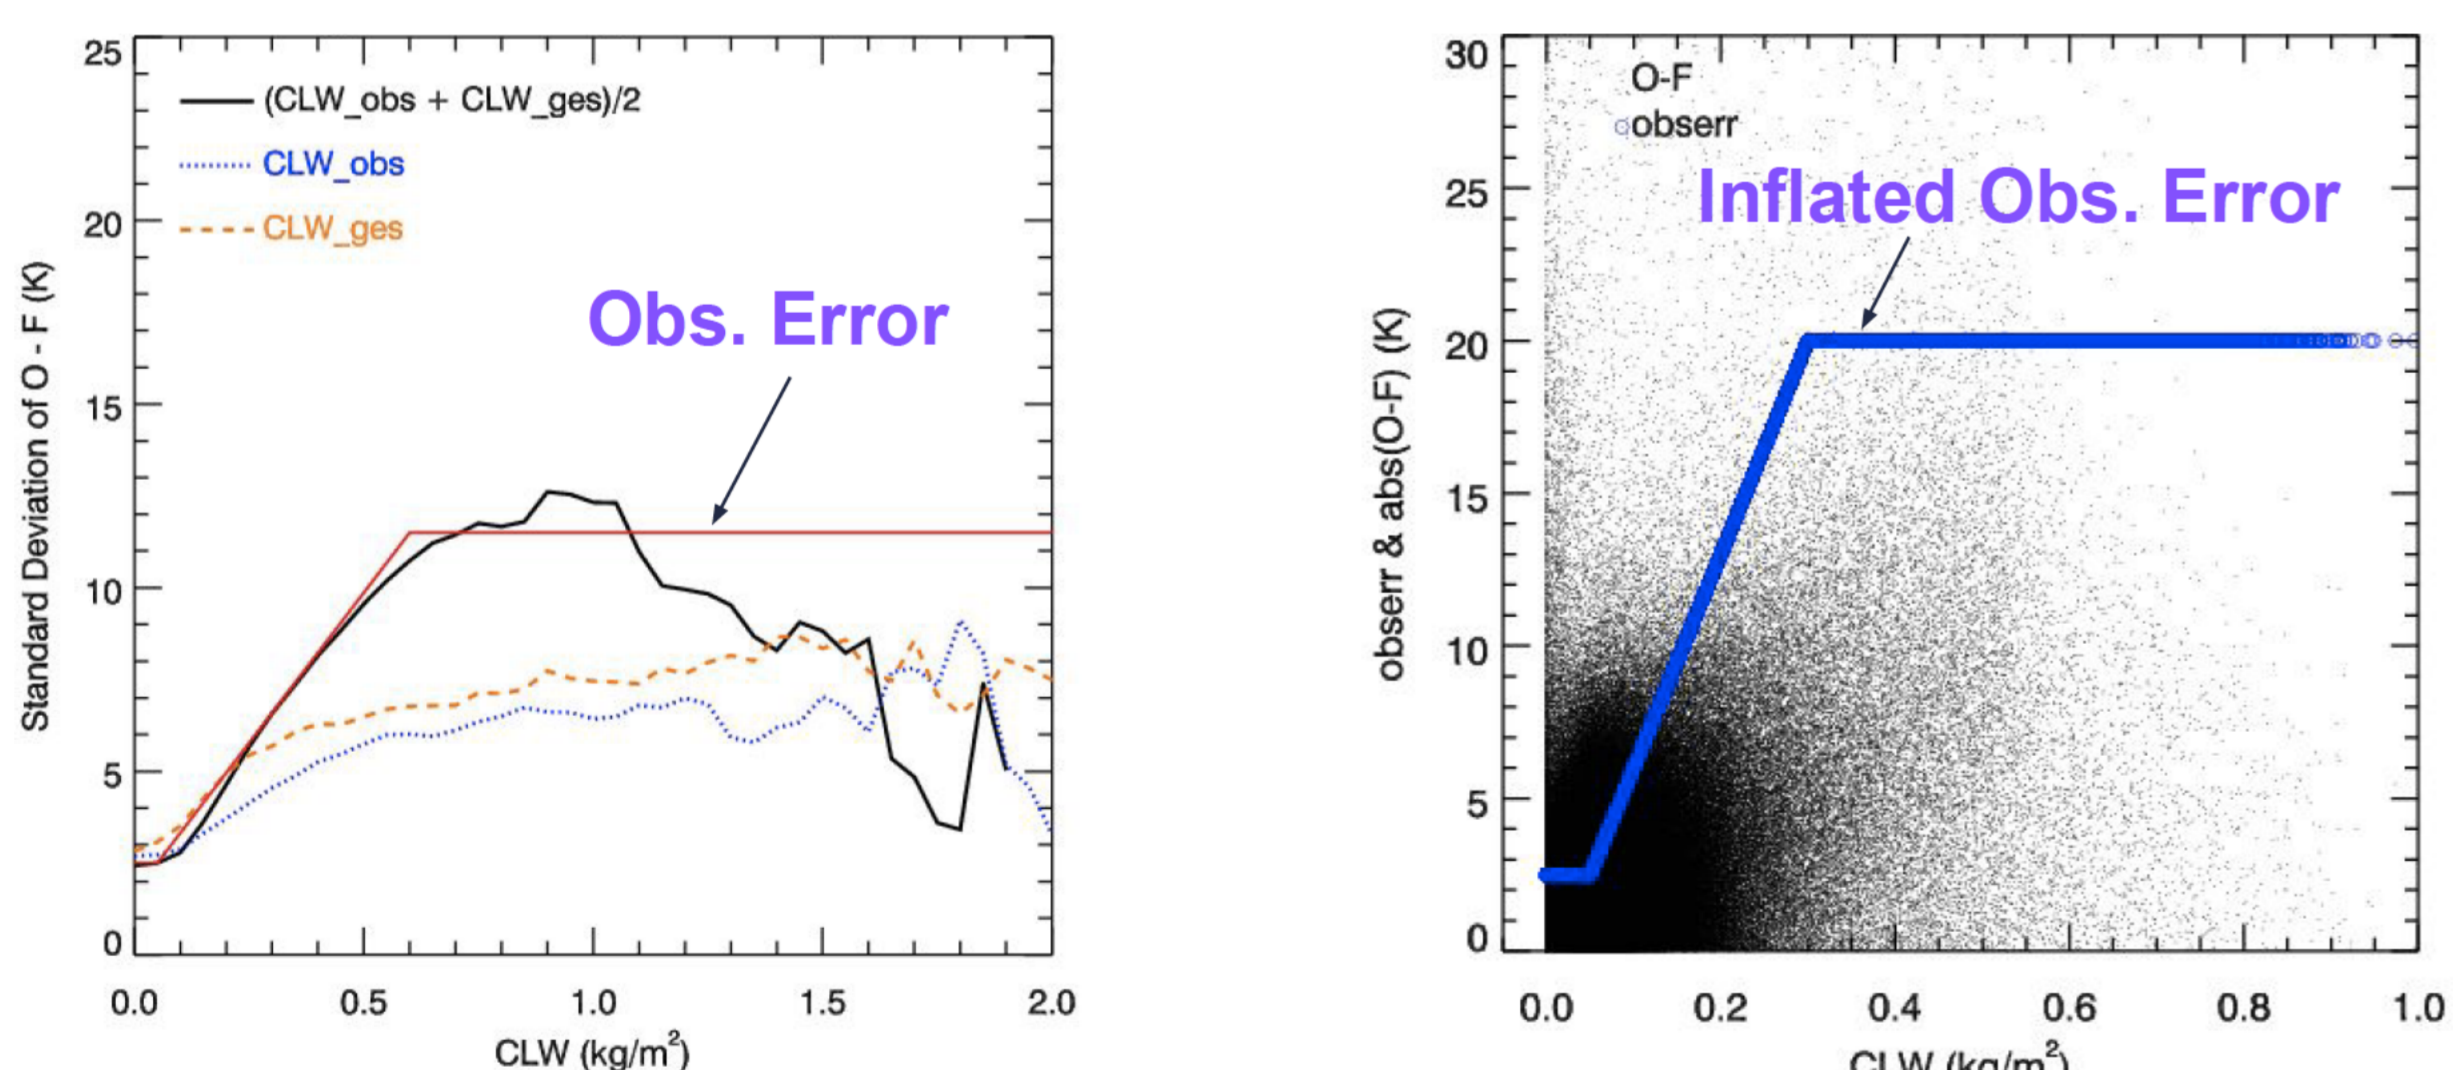 25
20
15
10
5
0
Standard Deviation of O - F (K)
(CLW_obs + CLW_ges)/2
CLW_obs
CLW_ges
Obs. Error
0.0 0.5 1.0 1.5 2.0
CLW (kg/m²)
30
25
20
15
10
5
0
obserr & abs(O-F) (K)
O-F
obserr
Inflated Obs. Error
0.0 0.2 0.4 0.6 0.8 1.0
CLW (kg/m²)